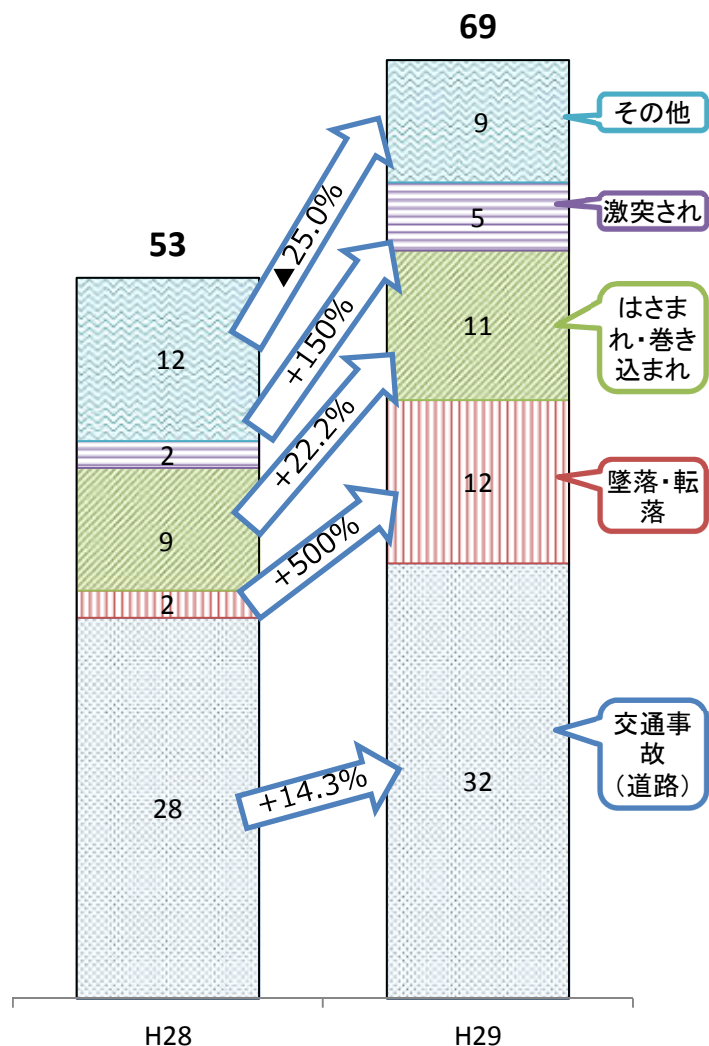 69
53
9
5
11
12
32
12
2
9
2
28
▼25.0%
+150%
+22.2%
+500%
+14.3%
その他
激突され
はさま
れ・巻き
込まれ
墜落・転
落
交通事
故
（道路）
H28
H29